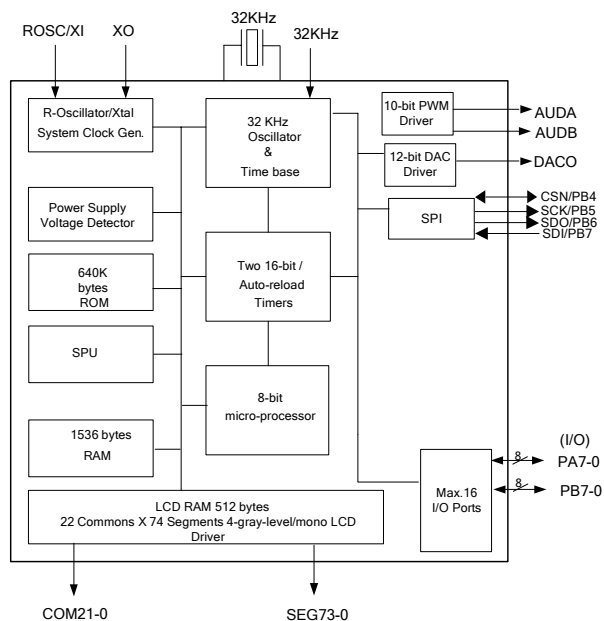 32KHz
ROSC/XI
XO
32KHz
R-Oscillator/Xtal
System Clock Gen.
32 KHz
Oscillator
&
Time base
10-bit PWM
Driver
AUDA
AUDB
12-bit DAC
Driver
DACO
Power Supply
Voltage Detector
SPI
CSN/PB4
SCK/PB5
SDO/PB6
SDI/PB7
640K
bytes
ROM
Two 16-bit /
Auto-reload
Timers
SPU
8-bit
micro-processor
1536 bytes
RAM
Max.16
I/O Ports
(I/O)
8
PA7-0
8
PB7-0
LCD RAM 512 bytes
22 Commons X 74 Segments 4-gray-level/mono LCD
Driver
COM21-0
SEG73-0